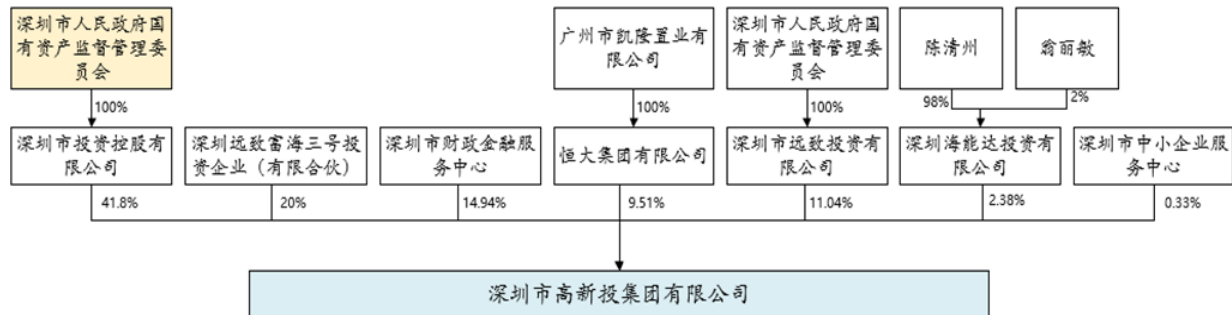 深圳市人民政府国
有资产监督管理委
员会
广州市凯隆置业有
限公司
深圳市人民政府国
有资产监督管理委
员会
陈清州
翁丽敏
100%
100%
100%
98%
2%
深圳市投资控股有
限公司
深圳远致富海三号投
资企业（有限合伙）
深圳市财政金融服
务中心
恒大集团有限公司
深圳市远致投资有
限公司
深圳海能达投资有
限公司
深圳市中小企业服
务中心
41.8%
20%
14.94%
9.51%
11.04%
2.38%
0.33%
深圳市高新投集团有限公司